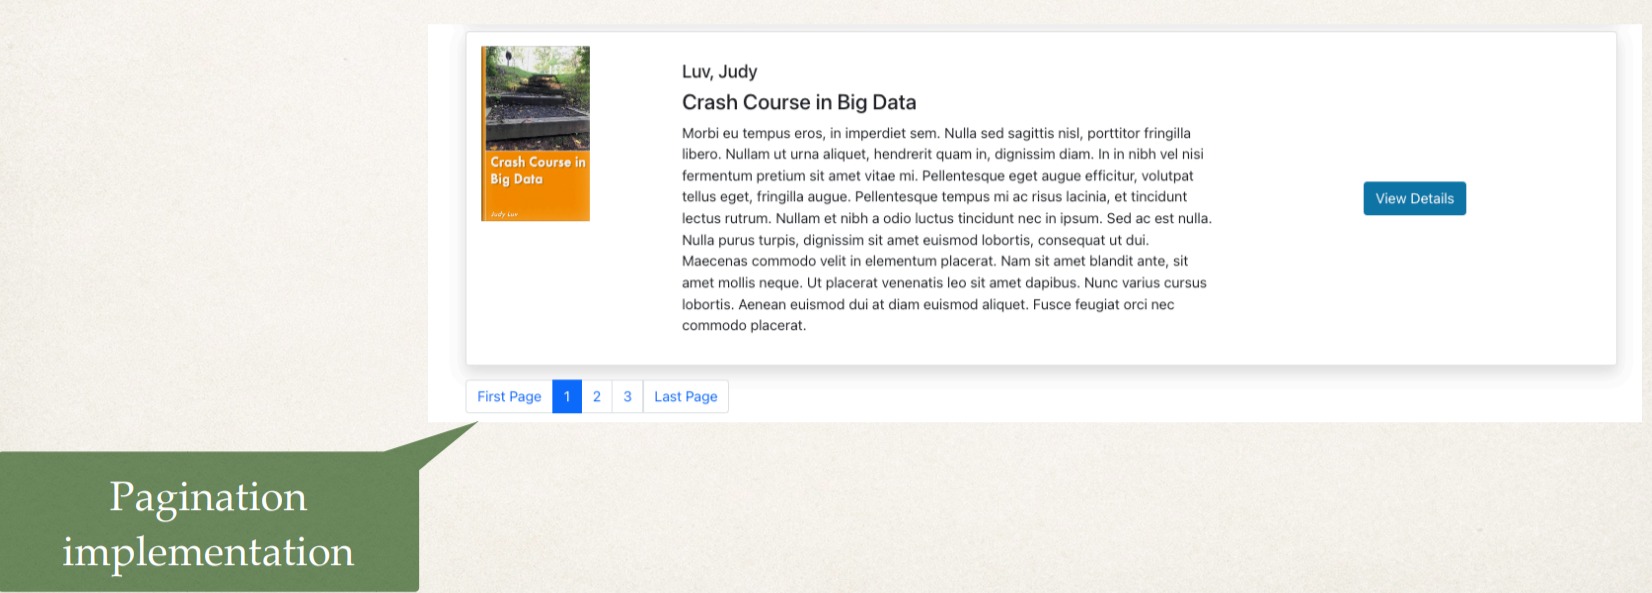 Crash Course in
Big Data
Judy Luv
Luv, Judy
Crash Course in Big Data
Morbi eu tempus eros, in imperdiet sem. Nulla sed sagittis nisl, porttitor fringilla
libero. Nullam ut urna aliquet, hendrerit quam in, dignissim diam. In in nibh vel nisi
fermentum pretium sit amet vitae mi. Pellentesque eget augue efficitur, volutpat
tellus eget, fringilla augue. Pellentesque tempus mi ac risus lacinia, et tincidunt
lectus rutrum. Nullam et nibh a odio luctus tincidunt nec in ipsum. Sed ac est nulla.
Nulla purus turpis, dignissim sit amet euismod lobortis, consequat ut dui.
Maecenas commodo velit in elementum placerat. Nam sit amet blandit ante, sit
amet mollis neque. Ut placerat venenatis leo sit amet dapibus. Nunc varius cursus
lobortis. Aenean euismod dui at diam euismod aliquet. Fusce feugiat orci nec
commodo placerat.
View Details
First Page 1 2 3 Last Page
Pagination
implementation